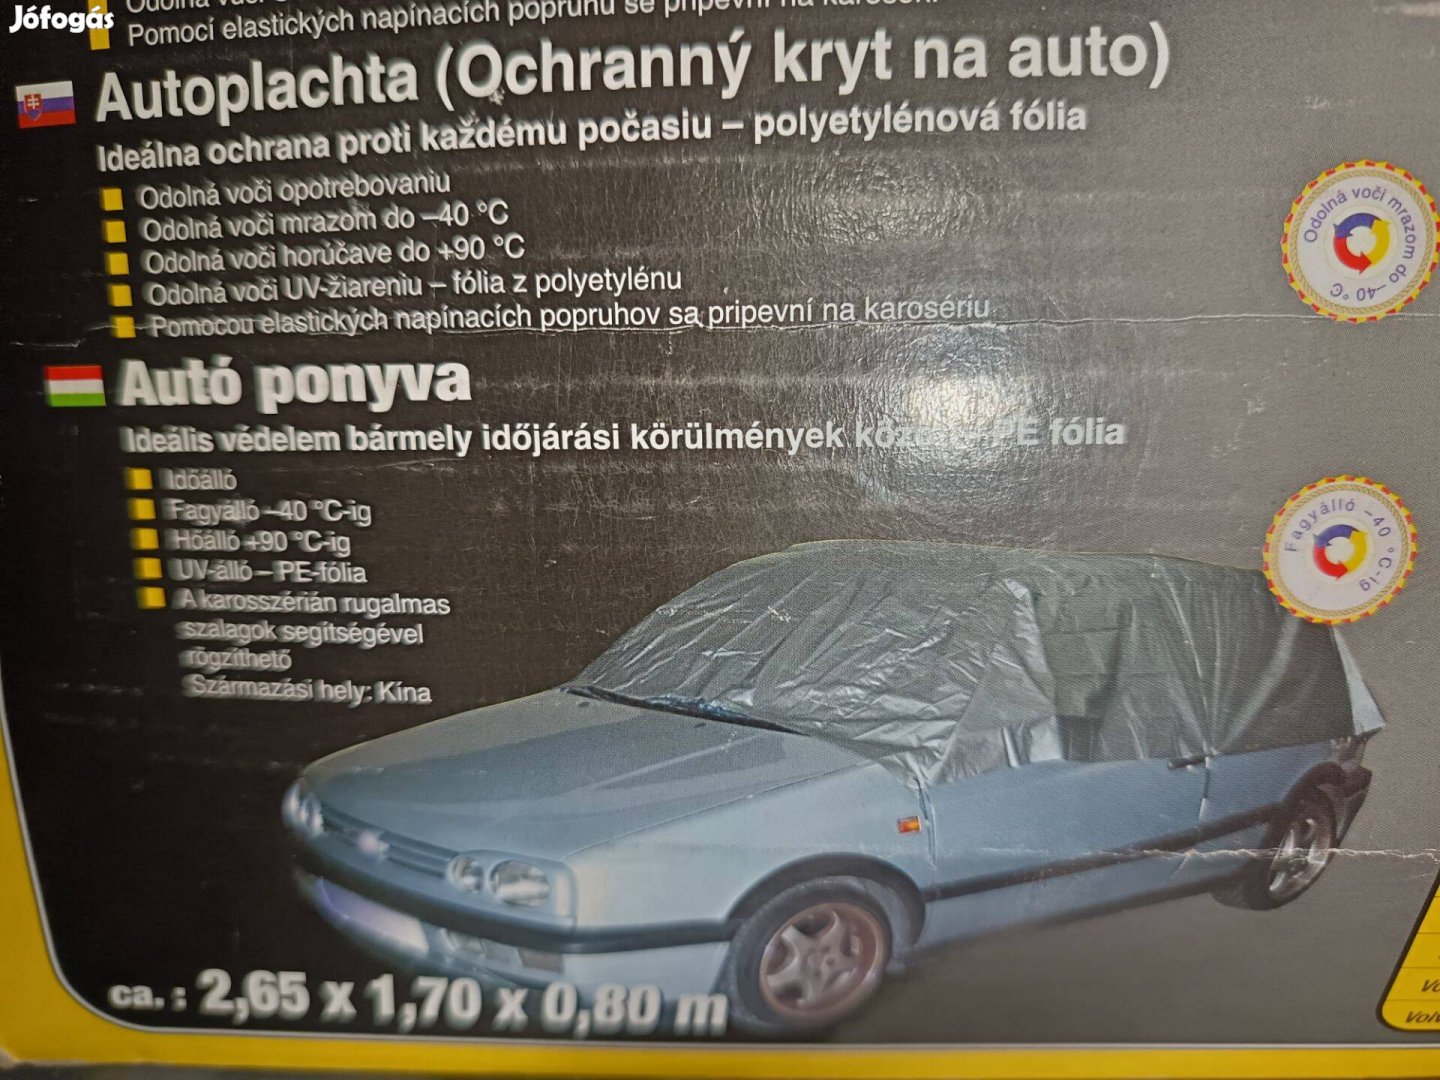 Jófogás
Pomocí elastických napínacích popruhů se připevní na karoserii
Autoplachta (Ochranný kryt na auto)
Ideálna ochrana proti každému počasiu – polyetylénová fólia
Odolná voči opotrebovaniu
Odolná voči mrazom do –40 °C
Odolná voči horúčave do +90 °C
Odolná voči UV-žiareniu – fólia z polyetylénu
Pomocou elastických napínacích popruhov sa pripevní na karosériu
Odolná voči mrazom do –40 °C
Autó ponyva
Ideális védelem bármely időjárási körülmények PE fólia
Időálló
Fagyálló –40 °C-ig
Hőálló +90 °C-ig
UV-álló – PE-fólia
A karosszérián rugalmas
szalagok segítségével
rögzíthető
Származási hely: Kína
Fagyálló –40 °C-ig
ca. : 2,65 x 1,70 x 0,80 m